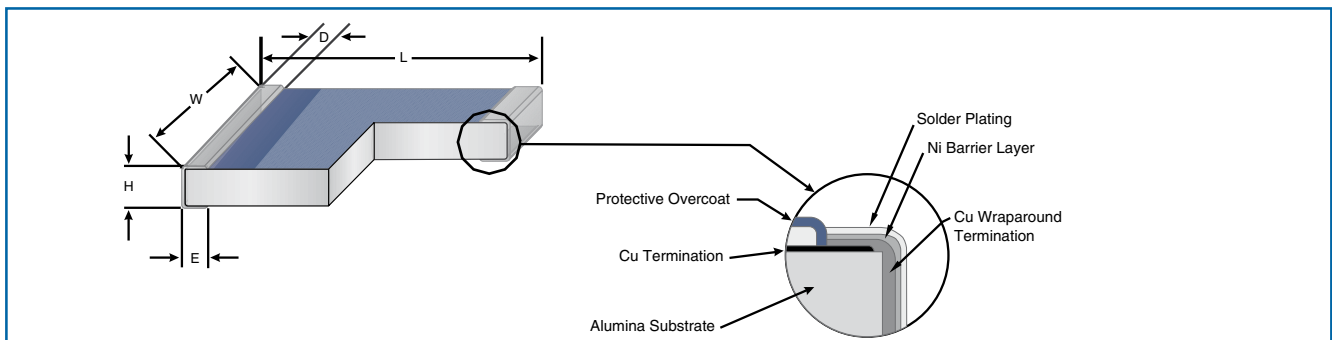 D
L
W
H
E
Solder Plating
Ni Barrier Layer
Protective Overcoat
Cu Wraparound
Termination
Cu Termination
Alumina Substrate